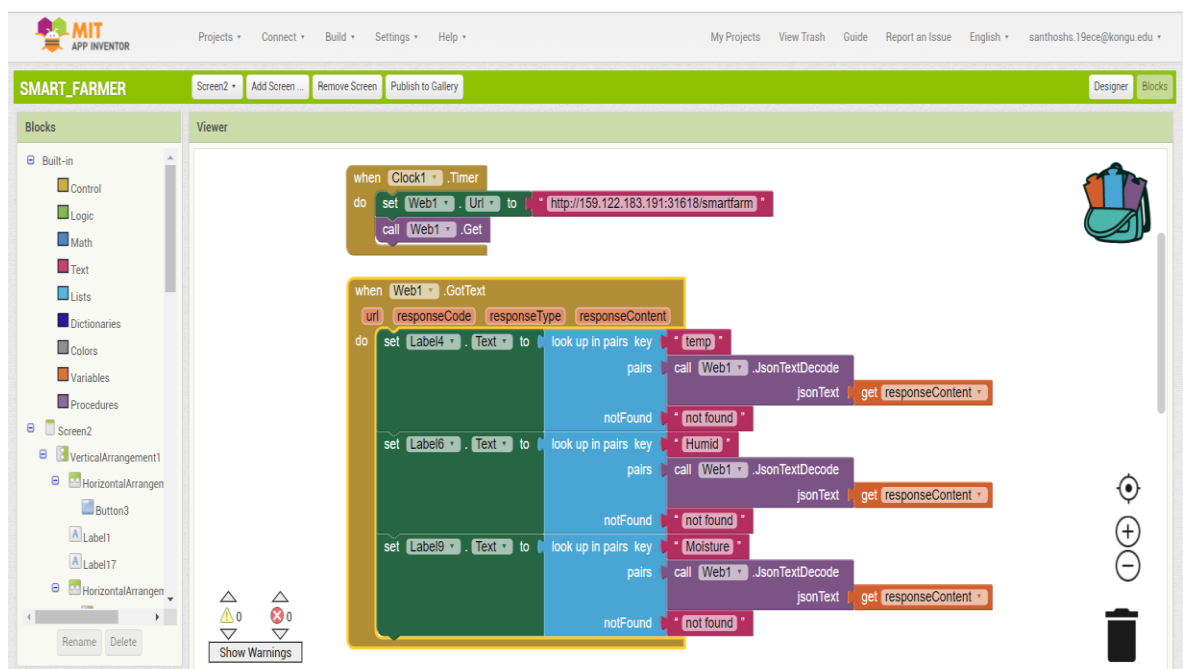 MIT
APP INVENTOR
Projects Connect Build Settings Help My Projects View Trash Guide Report an Issue English santhoshs.19ece@kongu.edu
SMART_FARMER Screen2 Add Screen ... Remove Screen Publish to Gallery Designer Blocks
Blocks
Built-in
Control
Logic
Math
Text
Lists
Dictionaries
Colors
Variables
Procedures
Screen2
VerticalArrangement1
HorizontalArrangem
Button3
Label1
Label17
HorizontalArrangem
Rename Delete
Viewer
when Clock1 .Timer
do set Web1 . Url to " http://159.122.183.191:31618/smartfarm "
call Web1 .Get
when Web1 .GotText
url responseCode responseType responseContent
do set Label4 . Text to look up in pairs key " temp "
pairs call Web1 .JsonTextDecode
jsonText get responseContent
notFound " not found "
set Label6 . Text to look up in pairs key " Humid "
pairs call Web1 .JsonTextDecode
jsonText get responseContent
notFound " not found "
set Label9 . Text to look up in pairs key " Moisture "
pairs call Web1 .JsonTextDecode
jsonText get responseContent
notFound " not found "
0 0
Show Warnings